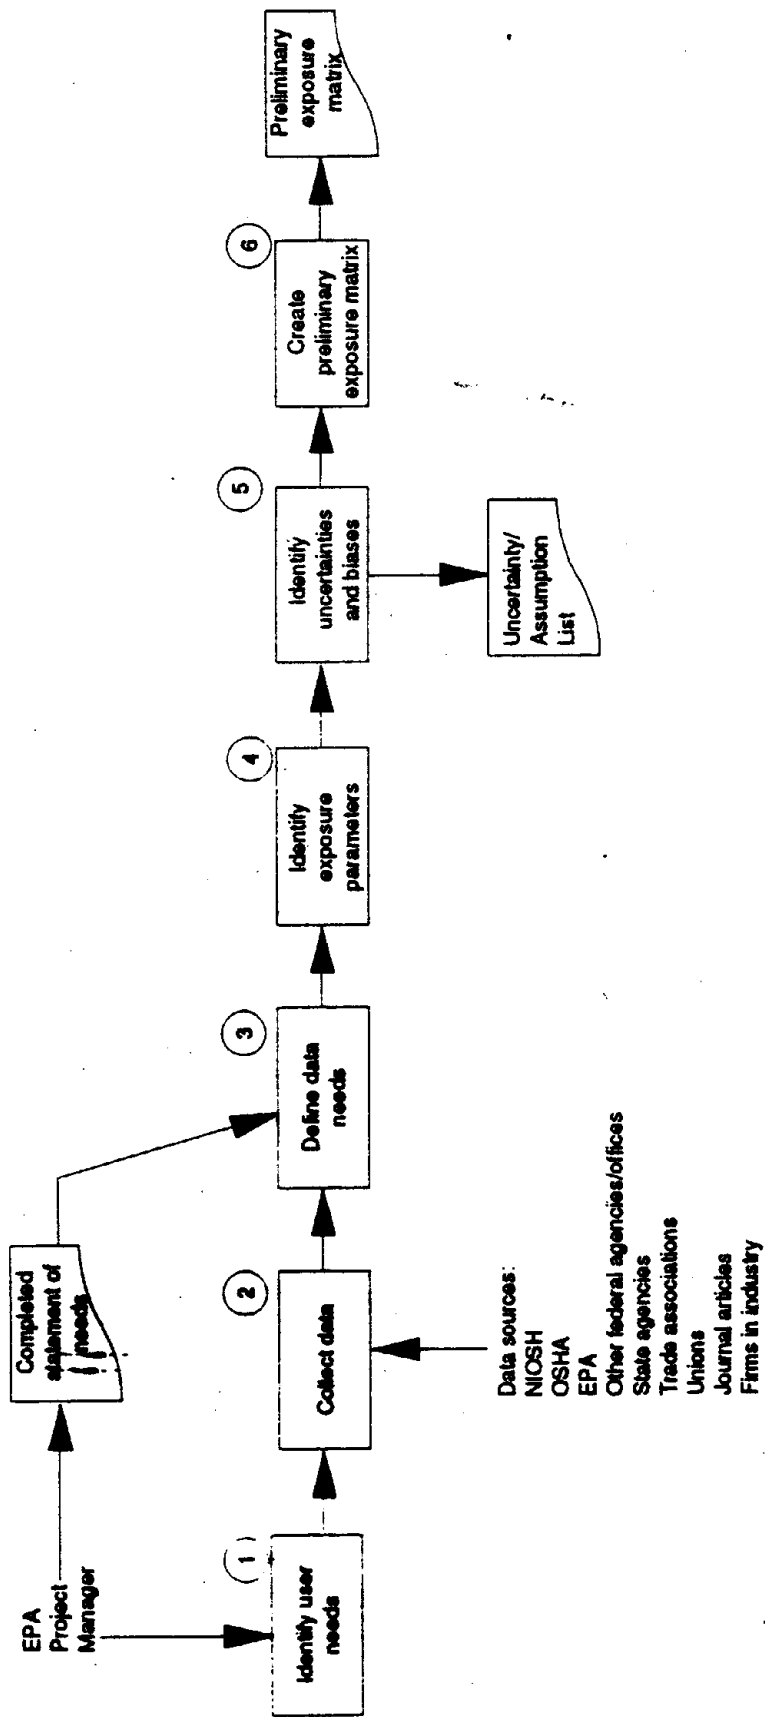 EPA
Project
Manager
Completed
statement of
needs
1
Identify user
needs
2
Collect data
Data sources:
NIOSH
OSHA
EPA
Other federal agencies/offices
State agencies
Trade associations
Unions
Journal articles
Firms in industry
3
Define data
needs
4
Identify
exposure
parameters
5
Identify
uncertainties
and biases
Uncertainty/
Assumption
List
6
Create
preliminary
exposure matrix
Preliminary
exposure
matrix